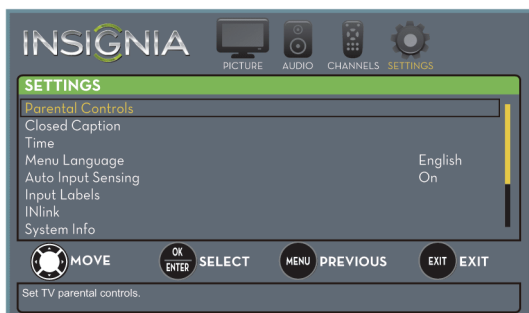 INSIGNIA
PICTURE AUDIO CHANNELS SETTINGS
SETTINGS
Parental Controls
Closed Caption
Time
Menu Language English
Auto Input Sensing On
Input Labels
INlink
System Info
MOVE OK ENTER SELECT MENU PREVIOUS EXIT EXIT
Set TV parental controls.